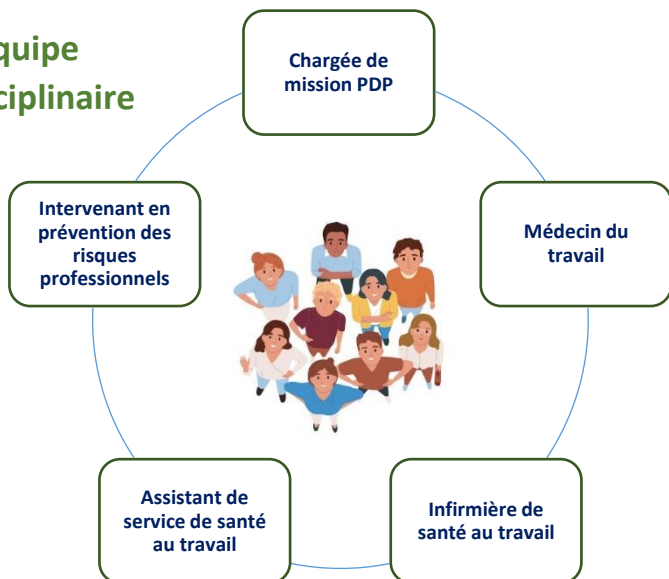 quipe
ciplinaire
Chargée de
mission PDP
Intervenant en
prévention des
risques
professionnels
Médecin du
travail
Assistant de
service de santé
au travail
Infirmière de
santé au travail